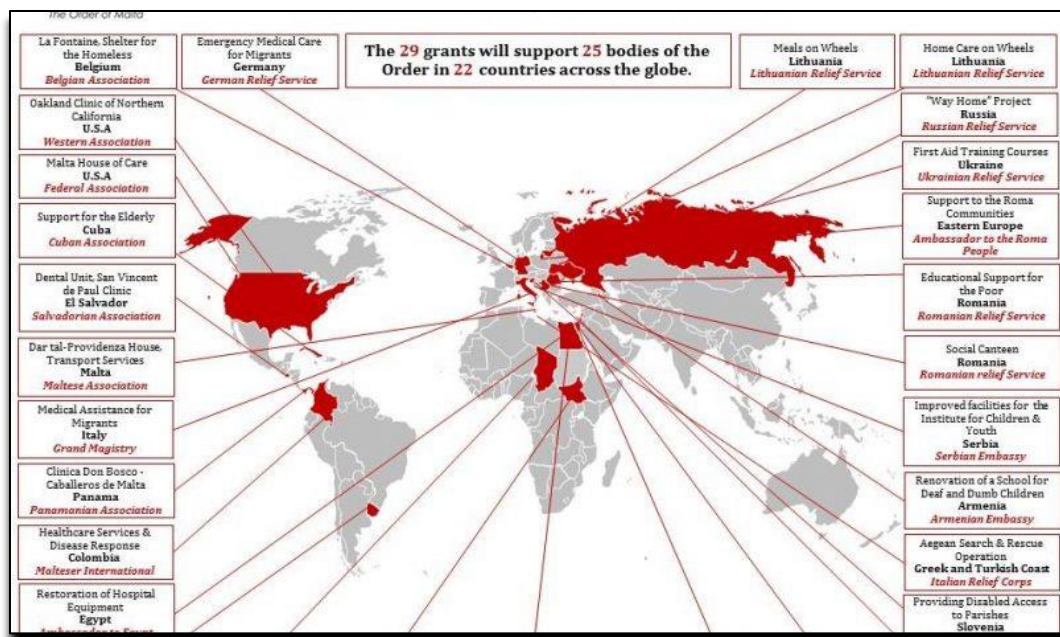 The Order of Malta
La Fontaine, Shelter for
the Homeless
Belgium
Belgian Association
Emergency Medical Care
for Migrants
Germany
German Relief Service
The 29 grants will support 25 bodies of the
Order in 22 countries across the globe.
Meals on Wheels
Lithuania
Lithuanian Relief Service
Home Care on Wheels
Lithuania
Lithuanian Relief Service
Oakland Clinic of Northern
California
U.S.A
Western Association
Malta House of Care
U.S.A
Federal Association
Support for the Elderly
Cuba
Cuban Association
Dental Unit, San Vincent
de Paul Clinic
El Salvador
Salvadorian Association
Dar tal-Providenza House,
Transport Services
Malta
Maltese Association
Medical Assistance for
Migrants
Italy
Grand Magistry
Clinica Don Bosco -
Caballeros de Malta
Panama
Panamanian Association
Healthcare Services &
Disease Response
Colombia
Malteser International
Restoration of Hospital
Equipment
Egypt
Ambassador to Egypt
"Way Home" Project
Russia
Russian Relief Service
First Aid Training Courses
Ukraine
Ukrainian Relief Service
Support to the Roma
Communities
Eastern Europe
Ambassador to the Roma
People
Educational Support for
the Poor
Romania
Romanian Relief Service
Social Canteen
Romania
Romanian relief Service
Improved facilities for the
Institute for Children &
Youth
Serbia
Serbian Embassy
Renovation of a School for
Deaf and Dumb Children
Armenia
Armenian Embassy
Aegean Search & Rescue
Operation
Greek and Turkish Coast
Italian Relief Corps
Providing Disabled Access
to Parishes
Slovenia